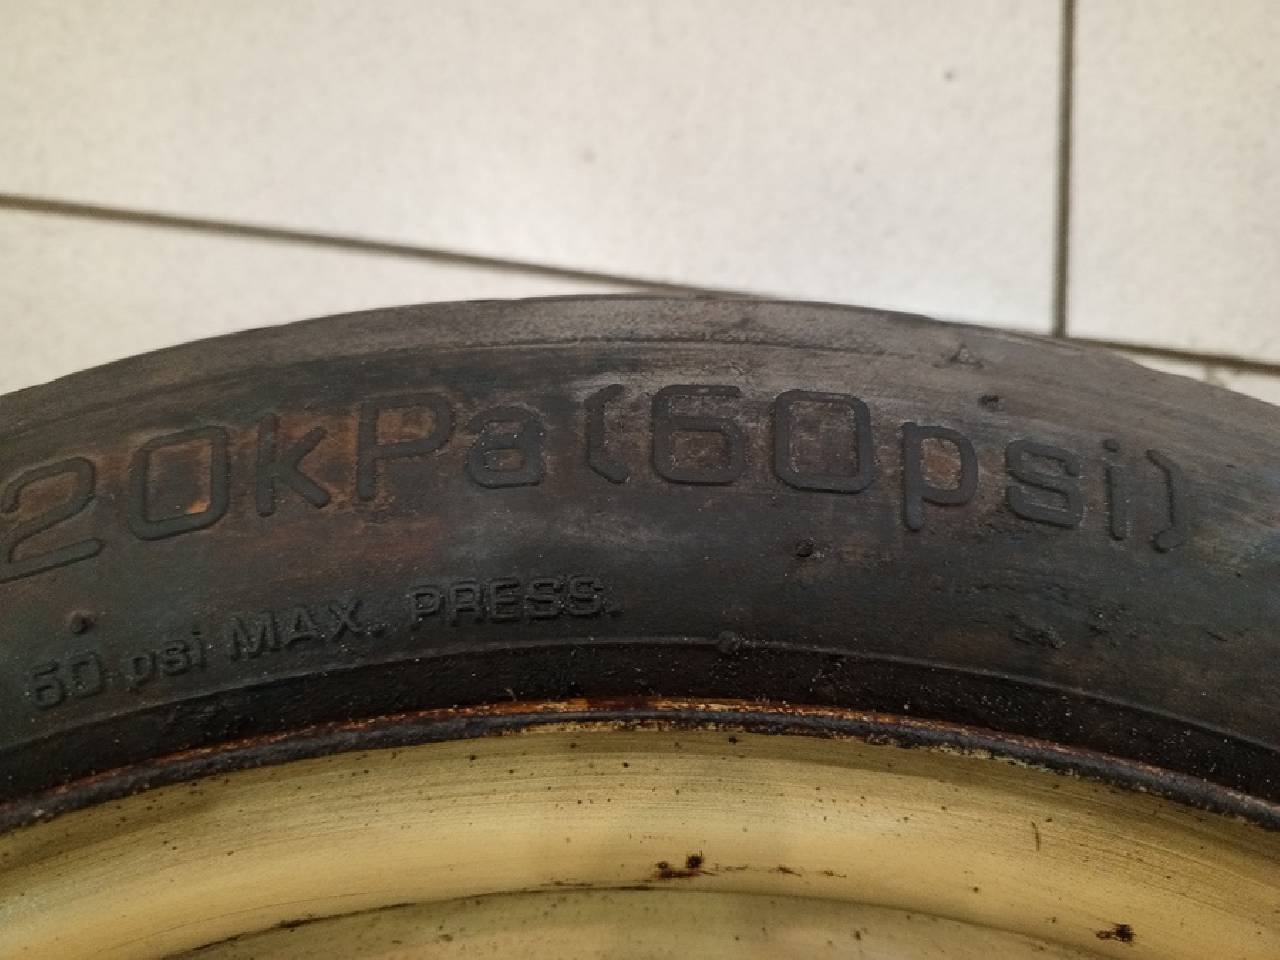 20kPa(60psi)
60 psi MAX. PRESS.